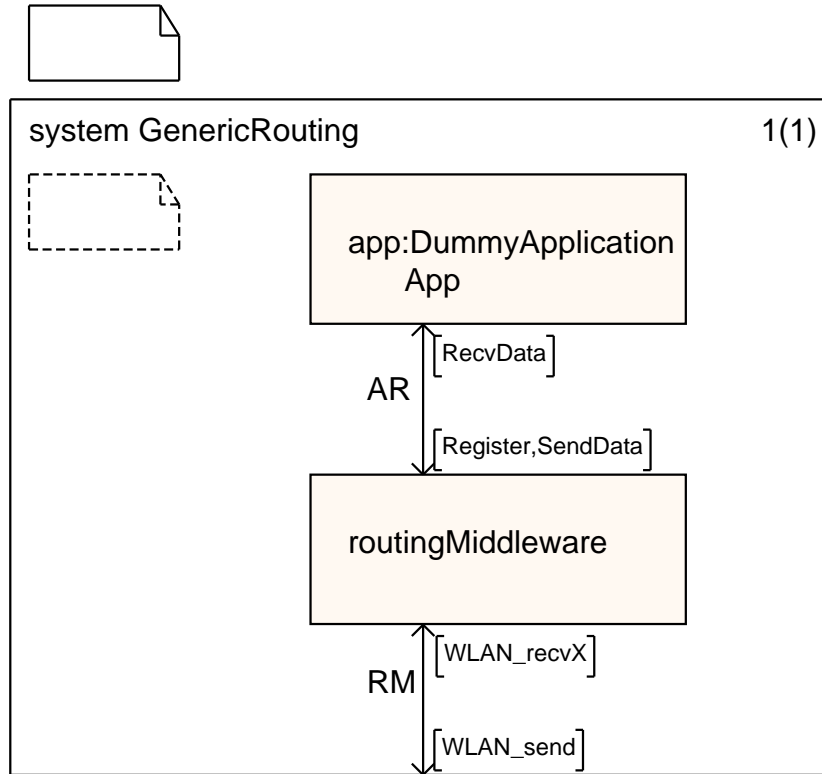 system GenericRouting 1(1)
app:DummyApplication
App
[RecvData]
AR
[Register,SendData]
routingMiddleware
[WLAN_recvX]
RM
[WLAN_send]